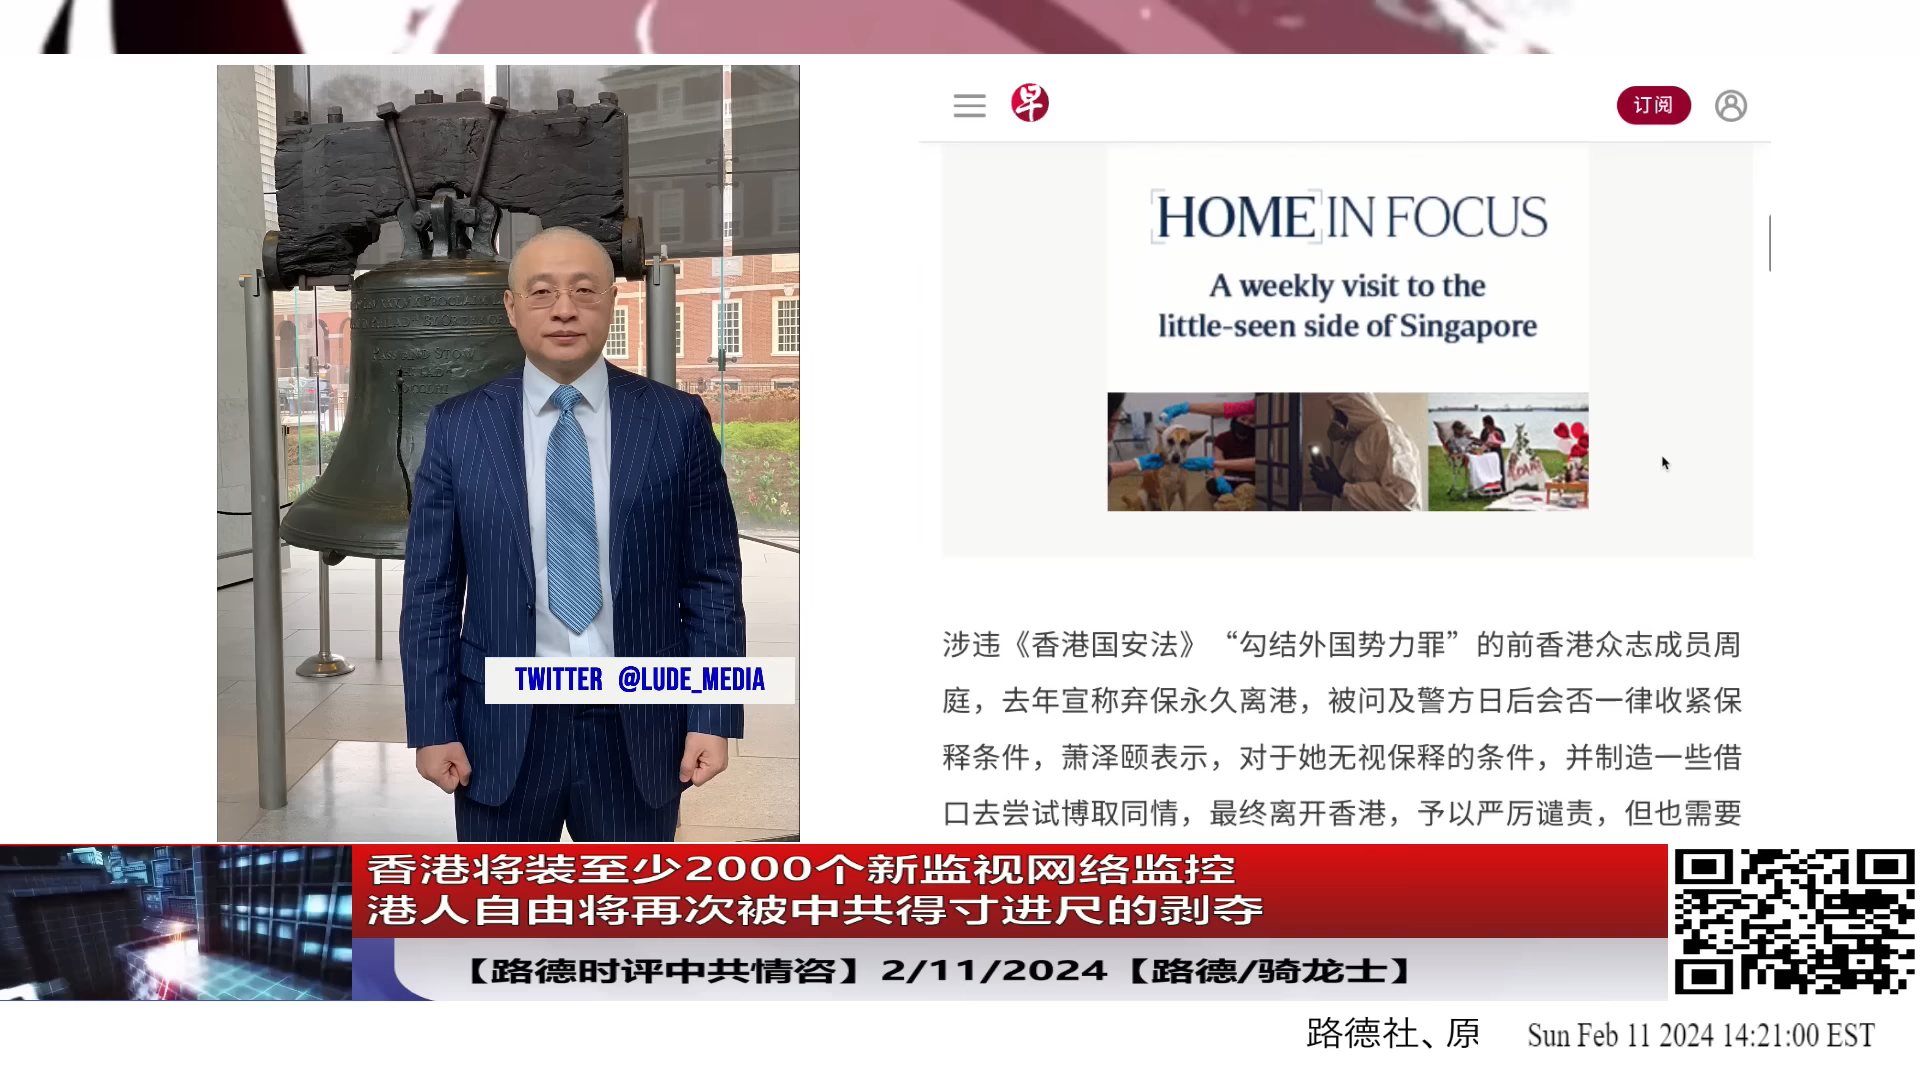 早
订阅
HOME IN FOCUS
A weekly visit to the
little-seen side of Singapore
PASS AND STOW
TWITTER @LUDE_MEDIA
涉违《香港国安法》“勾结外国势力罪”的前香港众志成员周
庭，去年宣称弃保永久离港，被问及警方日后会否一律收紧保
释条件，萧泽颐表示，对于她无视保释的条件，并制造一些借
口去尝试博取同情，最终离开香港，予以严厉谴责，但也需要
香港将装至少2000个新监视网络监控
港人自由将再次被中共得寸进尺的剥夺
【路德时评中共情咨】2/11/2024【路德/骑龙士】
路德社、原
Sun Feb 11 2024 14:21:00 EST